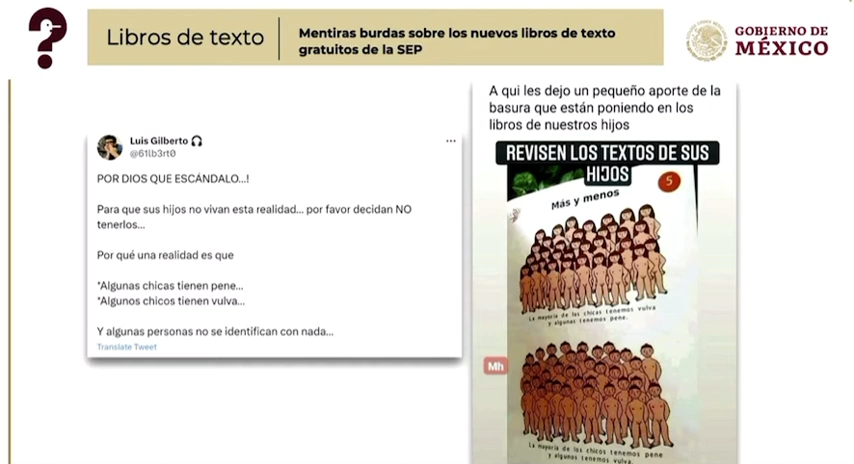 ?
Libros de texto
Mentiras burdas sobre los nuevos libros de texto
gratuitos de la SEP
GOBIERNO DE
MÉXICO
Luis Gilberto
@61lb3rt0
...
POR DIOS QUE ESCÁNDALO...!
Para que sus hijos no vivan esta realidad... por favor decidan NO
tenerlos...
Por qué una realidad es que
*Algunas chicas tienen pene...
*Algunos chicos tienen vulva...
Y algunas personas no se identifican con nada...
Translate Tweet
A qui les dejo un pequeño aporte de la
basura que están poniendo en los
libros de nuestros hijos
REVISEN LOS TEXTOS DE SUS
HIJOS
5
Más y menos
La mayoría de las chicas tenemos vulva
y algunas tenemos pene.
Mh
La mayoría de los chicos tenemos pene
y algunos tenemos vulva.